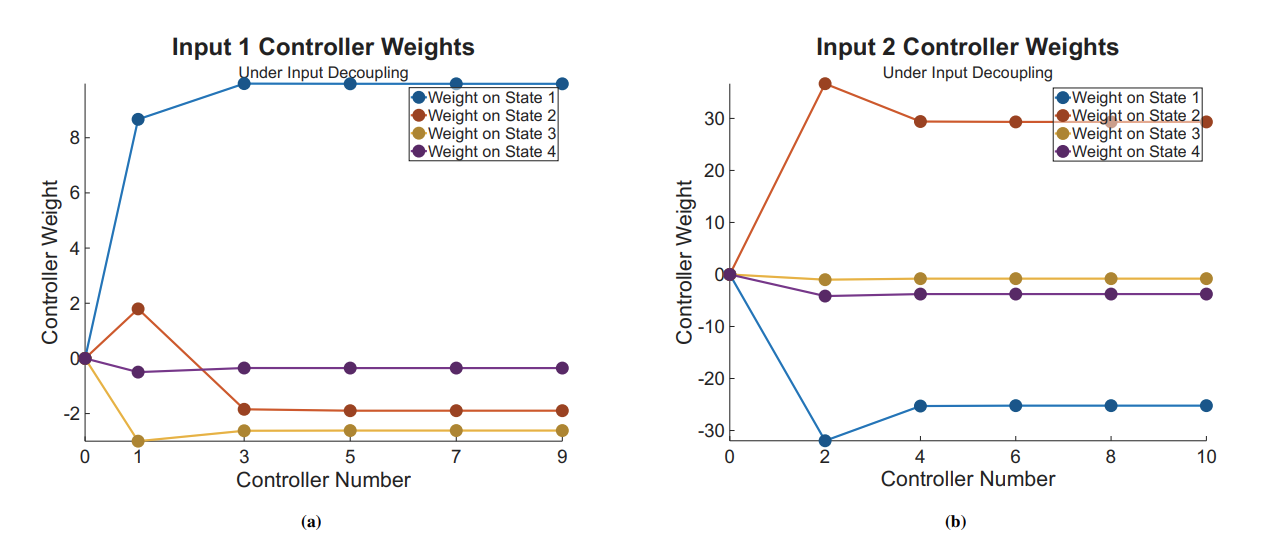 Input 1 Controller Weights
Under Input Decoupling
Weight on State 1
Weight on State 2
Weight on State 3
Weight on State 4
8
6
4
2
0
-2
Controller Weight
0 1 3 5 7 9
Controller Number
(a)
Input 2 Controller Weights
Under Input Decoupling
Weight on State 1
Weight on State 2
Weight on State 3
Weight on State 4
30
20
10
0
-10
-20
-30
Controller Weight
0 2 4 6 8 10
Controller Number
(b)